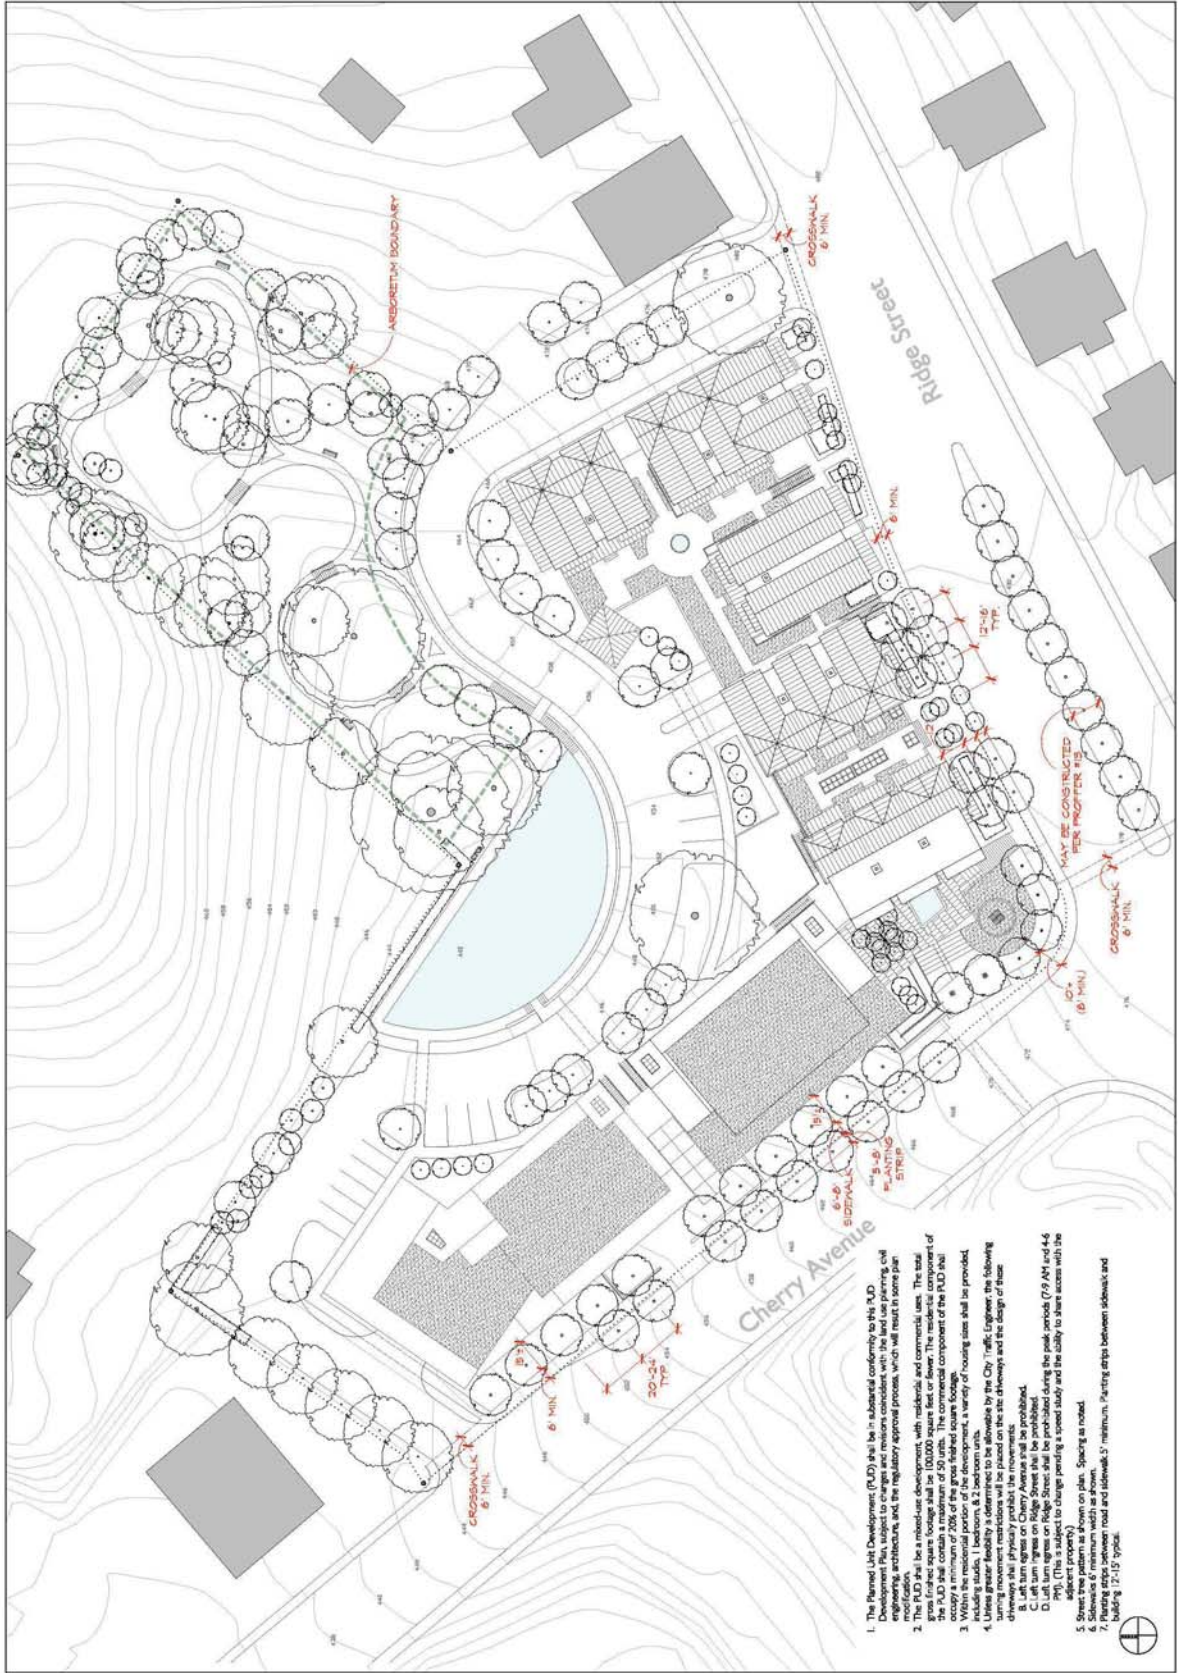 ARBORETUM BOUNDARY
CROSSWALK
6' MIN.
Ridge Street
6' MIN.
12'-16'
TYP.
12'
MAY BE CONSTRUCTED
PER PROFFER #13
CROSSWALK
6' MIN.
10'±
(8' MIN.)
15'±
6'-8'
SIDEWALK
5'-8'
PLANTING
STRIP
Cherry Avenue
20'-24'
TYP
15'±
6' MIN.
CROSSWALK
6' MIN.
1. The Planned Unit Development (PUD) shall be in substantial conformity to this PUD
Development Plan, subject to changes and revisions coincident with the land use planning, civil
engineering, architecture, and, the regulatory approval process, which will result in some plan
modification.
2. The PUD shall be a mixed-use development, with residential and commercial uses. The total
gross finished square footage shall be 100,000 square feet or fewer. The residential component of
the PUD shall contain a maximum of 50 units. The commercial component of the PUD shall
occupy a minimum of 20% of the gross finished square footage.
3. Within the residential portion of the development, a variety of housing sizes shall be provided,
including studio, 1 bedroom, & 2 bedroom units.
4. Unless greater flexibility is determined to be allowable by the City Traffic Engineer, the following
turning movement restrictions will be placed on the site driveways and the design of these
driveways shall physically prohibit the movements:
B. Left turn egress on Cherry Avenue shall be prohibited.
C. Left turn ingress on Ridge Street shall be prohibited.
D. Left turn egress on Ridge Street shall be prohibited during the peak periods (7-9 AM and 4-6
PM). (This is subject to change pending a speed study and the ability to share access with the
adjacent property.)
5. Street tree pattern as shown on plan. Spacing as noted.
6. Sidewalks 6' minimum width as shown.
7. Planting strips between road and sidewalk 5' minimum. Planting strips between sidewalk and
building 12'-15' typical.